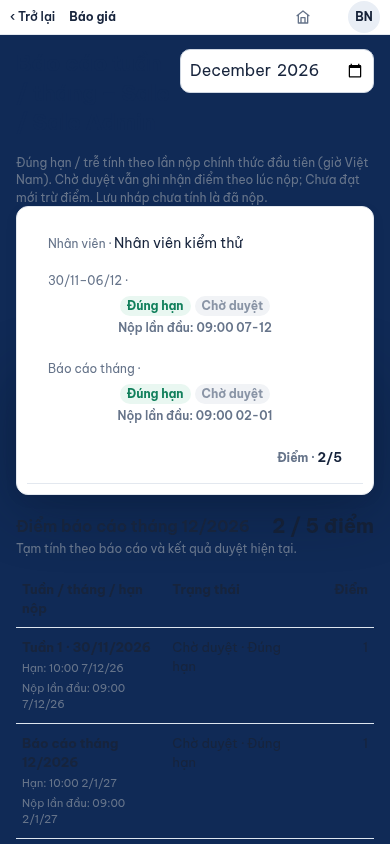 ‹ Trở lại Báo giá BN
December 2026
Đúng hạn / trễ tính theo lần nộp chính thức đầu tiên (giờ Việt
Nam). Chờ duyệt vẫn ghi nhận điểm theo lúc nộp; Chưa đạt
mới trừ điểm. Lưu nháp chưa tính là đã nộp.
Nhân viên · Nhân viên kiểm thử
30/11–06/12 ·
Đúng hạn Chờ duyệt
Nộp lần đầu: 09:00 07-12
Báo cáo tháng ·
Đúng hạn Chờ duyệt
Nộp lần đầu: 09:00 02-01
Điểm · 2/5
2 / 5 điểm
Tạm tính theo báo cáo và kết quả duyệt hiện tại.
Tuần / tháng / hạn Trạng thái Điểm
nộp
Tuần 1 · 30/11/2026 Chờ duyệt · Đúng 1
hạn
Hạn: 10:00 7/12/26
Nộp lần đầu: 09:00
7/12/26
Báo cáo tháng Chờ duyệt · Đúng 1
12/2026 hạn
Hạn: 10:00 2/1/27
Nộp lần đầu: 09:00
2/1/27